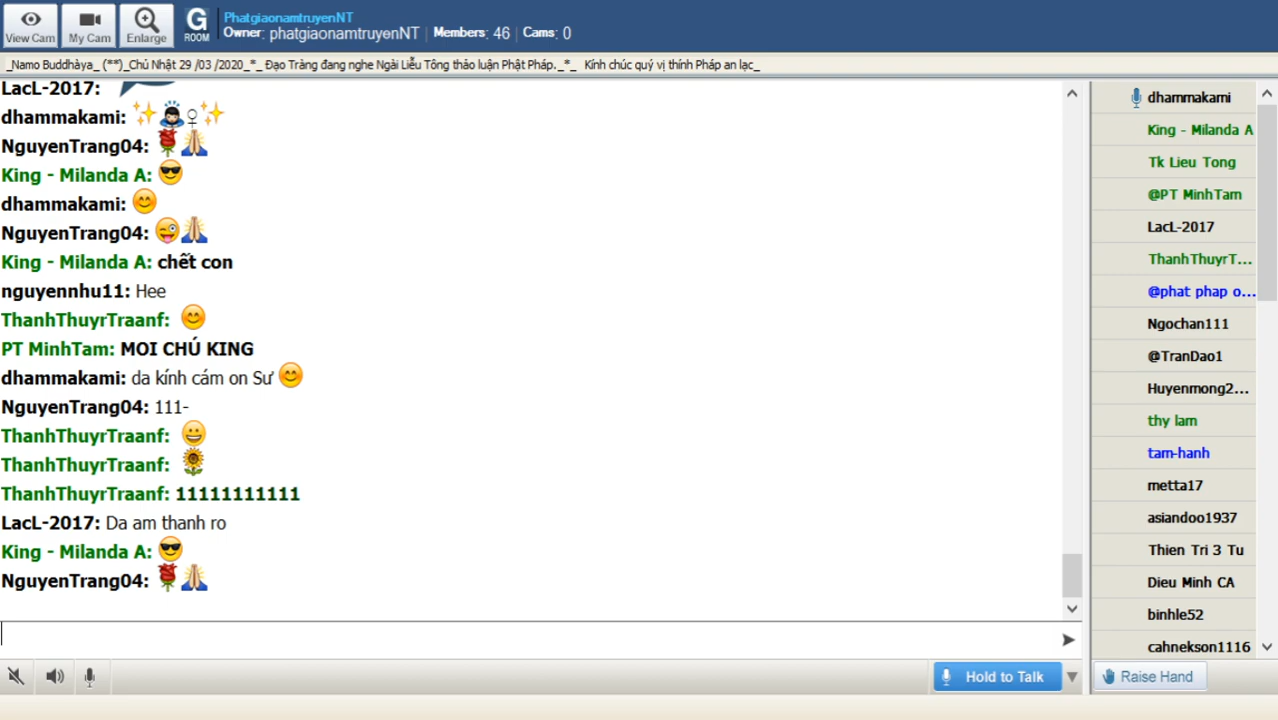 View Cam
My Cam
Enlarge
G
ROOM
PhatgiaonamtruyenNT
Owner: phatgiaonamtruyenNT | Members: 46 | Cams: 0
_Namo Buddhàya_ (**)_Chủ Nhật 29 /03 /2020_*_ Đạo Tràng đang nghe Ngài Liễu Tông thảo luận Phật Pháp._*_ Kính chúc quý vị thính Pháp an lạc_
LacL-2017:
dhammakami: ✨🙇♀✨
NguyenTrang04: 🌹🙏
King - Milanda A: 😎
dhammakami: 😊
NguyenTrang04: 😜🙏
King - Milanda A: chết con
nguyennhu11: Hee
ThanhThuyrTraanf: 😊
PT MinhTam: MOI CHÚ KING
dhammakami: da kính cám on Sư 😊
NguyenTrang04: 111-
ThanhThuyrTraanf: 😀
ThanhThuyrTraanf: 🌻
ThanhThuyrTraanf: 11111111111
LacL-2017: Da am thanh ro
King - Milanda A: 😎
NguyenTrang04: 🌹🙏
Hold to Talk
dhammakami
King - Milanda A
Tk Lieu Tong
@PT MinhTam
LacL-2017
ThanhThuyrT...
@phat phap o...
Ngochan111
@TranDao1
Huyenmong2...
thy lam
tam-hanh
metta17
asiandoo1937
Thien Tri 3 Tu
Dieu Minh CA
binhle52
cahnekson1116
Raise Hand